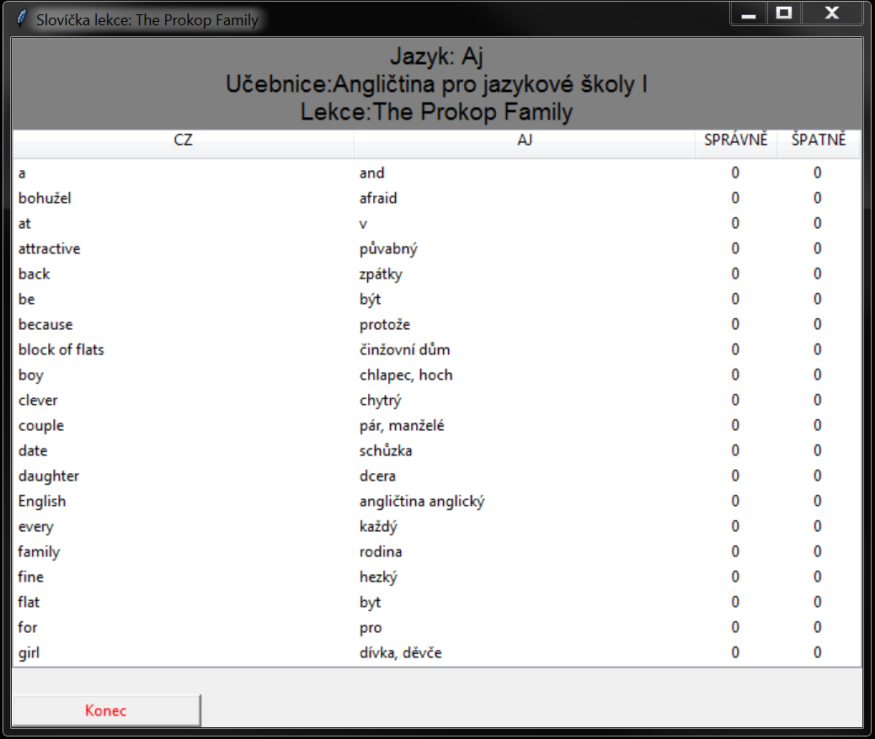 Slovíčka lekce: The Prokop Family
Jazyk: Aj
Učebnice:Angličtina pro jazykové školy I
Lekce:The Prokop Family
CZ AJ SPRÁVNĚ ŠPATNĚ
a and 0 0
bohužel afraid 0 0
at v 0 0
attractive půvabný 0 0
back zpátky 0 0
be být 0 0
because protože 0 0
block of flats činžovní dům 0 0
boy chlapec, hoch 0 0
clever chytrý 0 0
couple pár, manželé 0 0
date schůzka 0 0
daughter dcera 0 0
English angličtina anglický 0 0
every každý 0 0
family rodina 0 0
fine hezký 0 0
flat byt 0 0
for pro 0 0
girl dívka, děvče 0 0
Konec